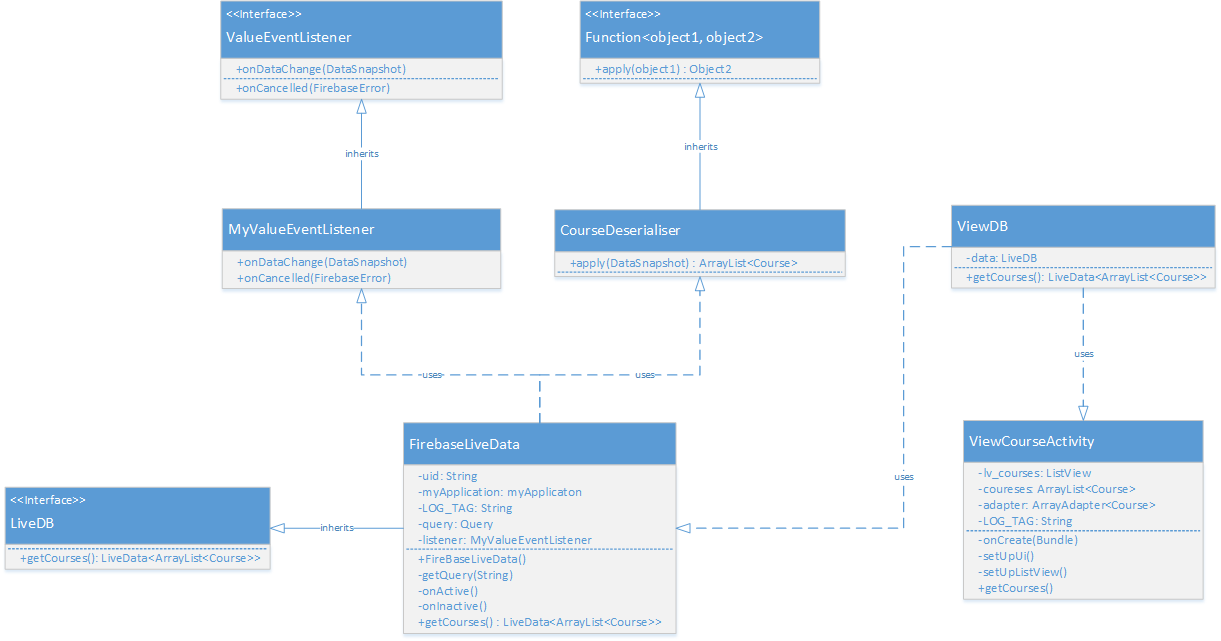 <<Interface>>
ValueEventListener
+onDataChange(DataSnapshot)
+onCancelled(FirebaseError)
<<Interface>>
Function<object1, object2>
+apply(object1) : Object2
inherits
inherits
MyValueEventListener
+onDataChange(DataSnapshot)
+onCancelled(FirebaseError)
CourseDeserialiser
+apply(DataSnapshot) : ArrayList<Course>
ViewDB
-data: LiveDB
+getCourses(): LiveData<ArrayList<Course>>
uses
uses
uses
FirebaseLiveData
-uid: String
-myApplication: myApplicaton
-LOG_TAG: String
-query: Query
-listener: MyValueEventListener
+FireBaseLiveData()
-getQuery(String)
-onActive()
-onInactive()
+getCourses() : LiveData<ArrayList<Course>>
ViewCourseActivity
-lv_courses: ListView
-coureses: ArrayList<Course>
-adapter: ArrayAdapter<Course>
-LOG_TAG: String
-onCreate(Bundle)
-setUpUi()
-setUpListView()
+getCourses()
uses
<<Interface>>
LiveDB
+getCourses(): LiveData<ArrayList<Course>>
inherits